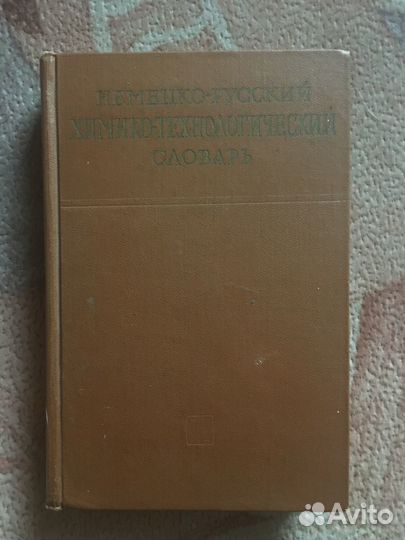 НЕМЕЦКО-РУССКИЙ
ХИМИКО-ТЕХНОЛОГИЧЕСКИЙ
СЛОВАРЬ
Avito